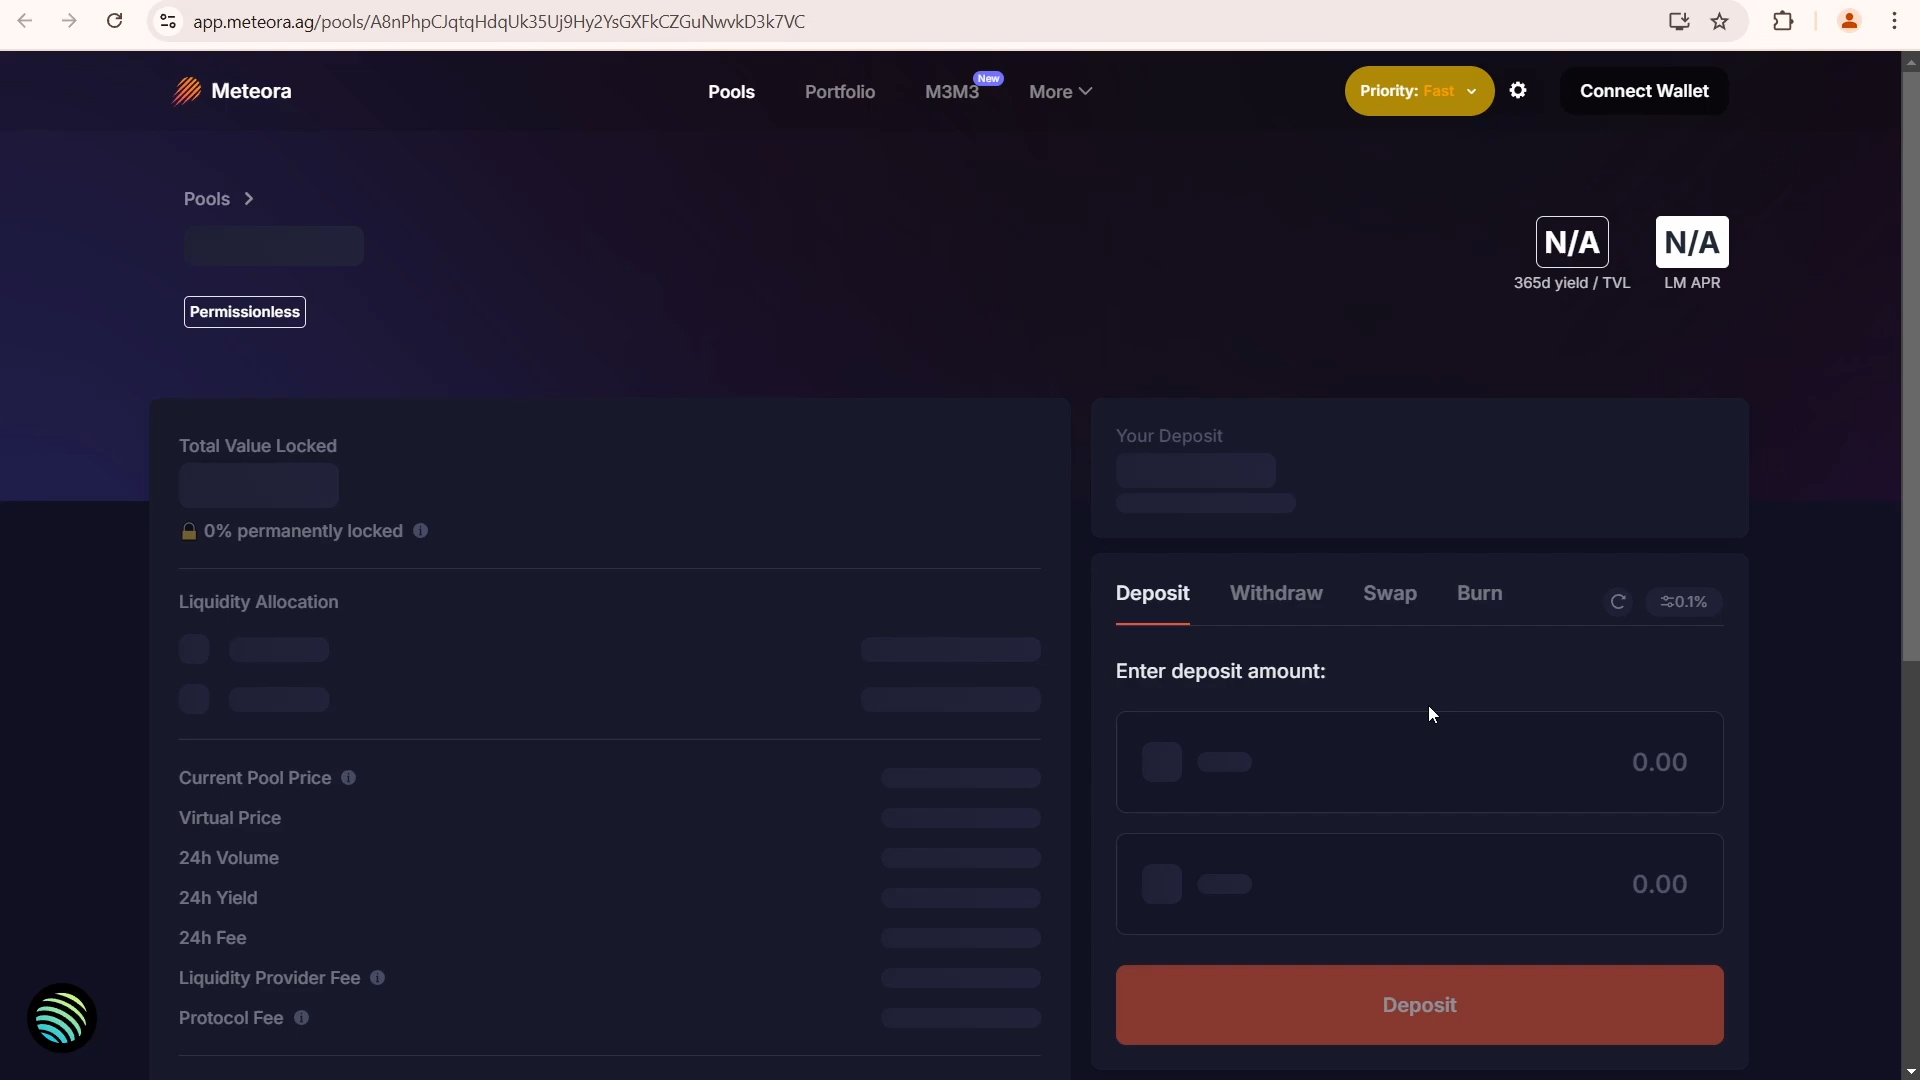 app.meteora.ag/pools/A8nPhpCJqtqHdqUk35Uj9Hy2YsGXFkCZGuNwvkD3k7VC
Meteora
Pools
Portfolio
M3M3
New
More
Priority: Fast
Connect Wallet
Pools
Permissionless
N/A
365d yield / TVL
N/A
LM APR
Total Value Locked
0% permanently locked
Liquidity Allocation
Current Pool Price
Virtual Price
24h Volume
24h Yield
24h Fee
Liquidity Provider Fee
Protocol Fee
Your Deposit
Deposit
Withdraw
Swap
Burn
0.1%
Enter deposit amount:
0.00
0.00
Deposit